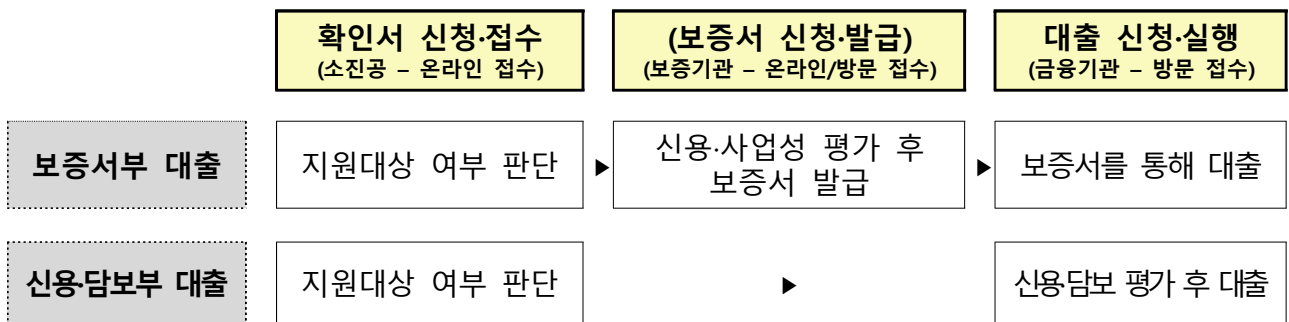 확인서 신청·접수
(소진공 – 온라인 접수)
(보증서 신청·발급)
(보증기관 – 온라인/방문 접수)
대출 신청·실행
(금융기관 – 방문 접수)
보증서부 대출
지원대상 여부 판단
▶
신용·사업성 평가 후
보증서 발급
▶
보증서를 통해 대출
신용·담보부 대출
지원대상 여부 판단
▶
신용·담보 평가 후 대출